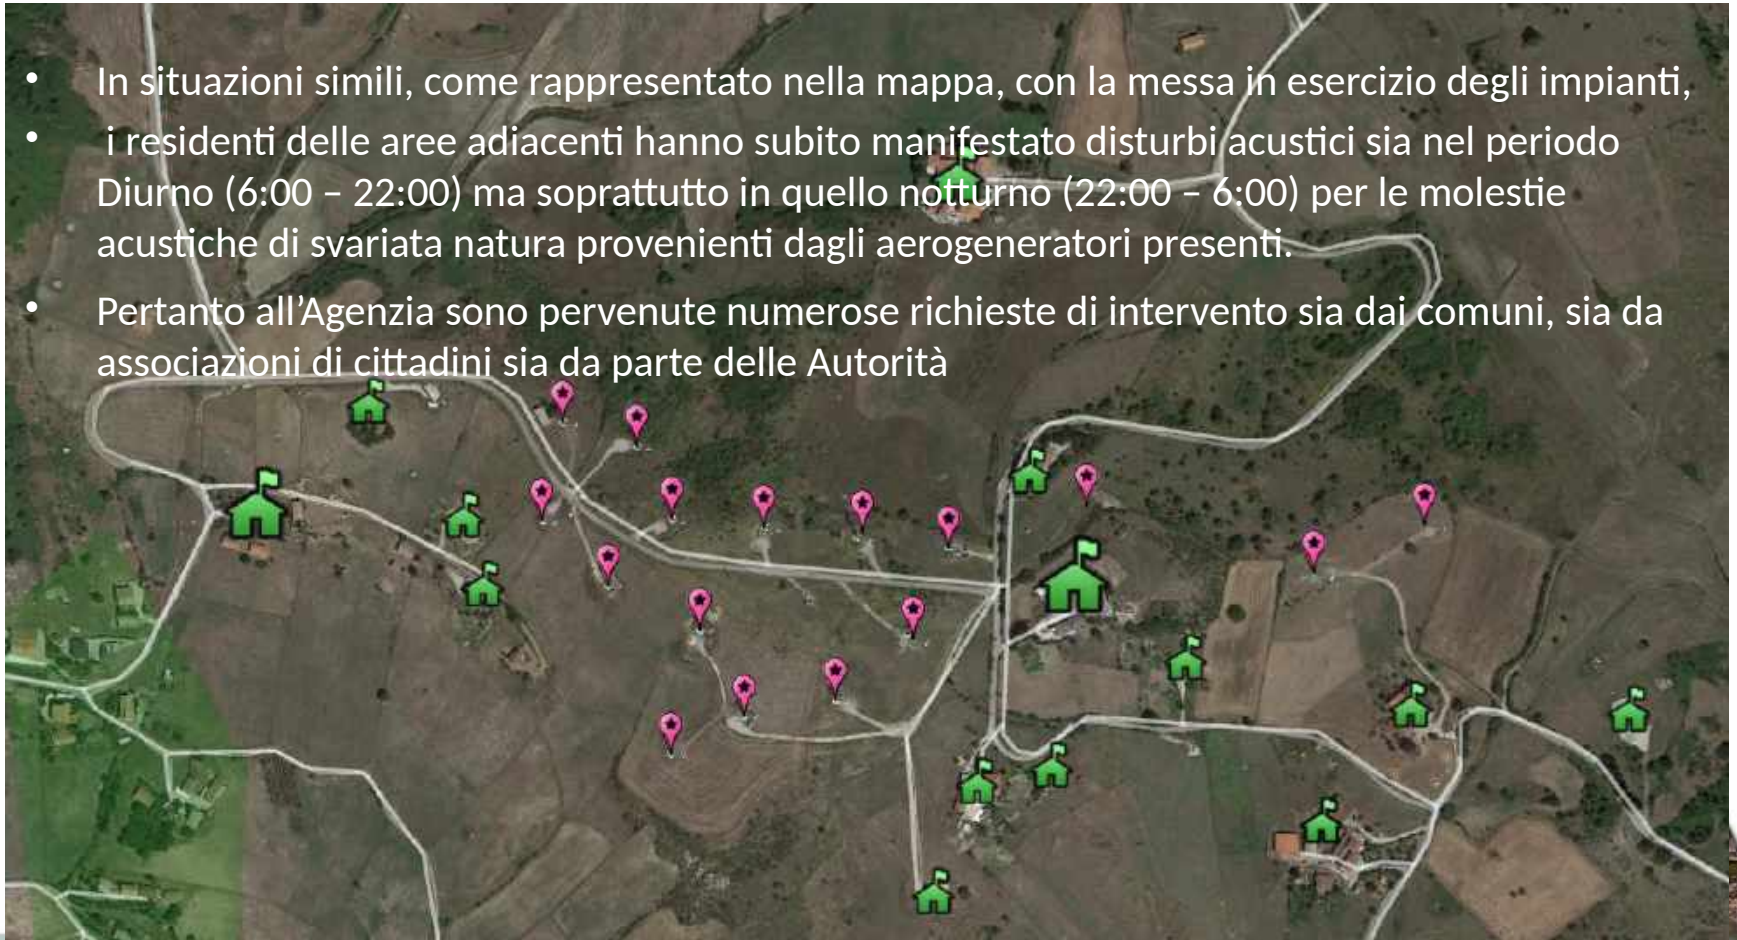 • In situazioni simili, come rappresentato nella mappa, con la messa in esercizio degli impianti,
• i residenti delle aree adiacenti hanno subito manifestato disturbi acustici sia nel periodo
Diurno (6:00 – 22:00) ma soprattutto in quello notturno (22:00 – 6:00) per le molestie
acustiche di svariata natura provenienti dagli aerogeneratori presenti.
• Pertanto all’Agenzia sono pervenute numerose richieste di intervento sia dai comuni, sia da
associazioni di cittadini sia da parte delle Autorità